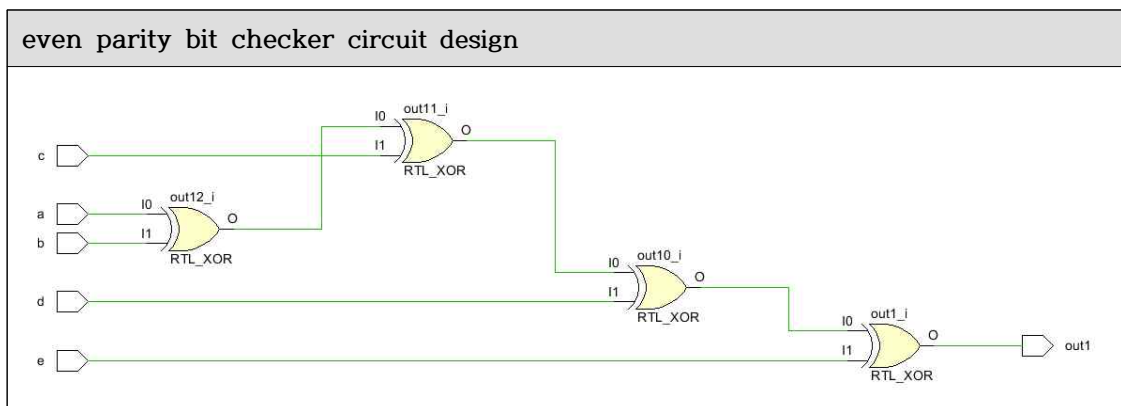 even parity bit checker circuit design
out11_i
I0
O
I1
c
RTL_XOR
out12_i
I0
a
O
I1
b
RTL_XOR
out10_i
I0
O
I1
d
RTL_XOR
out1_i
I0
O
out1
I1
e
RTL_XOR